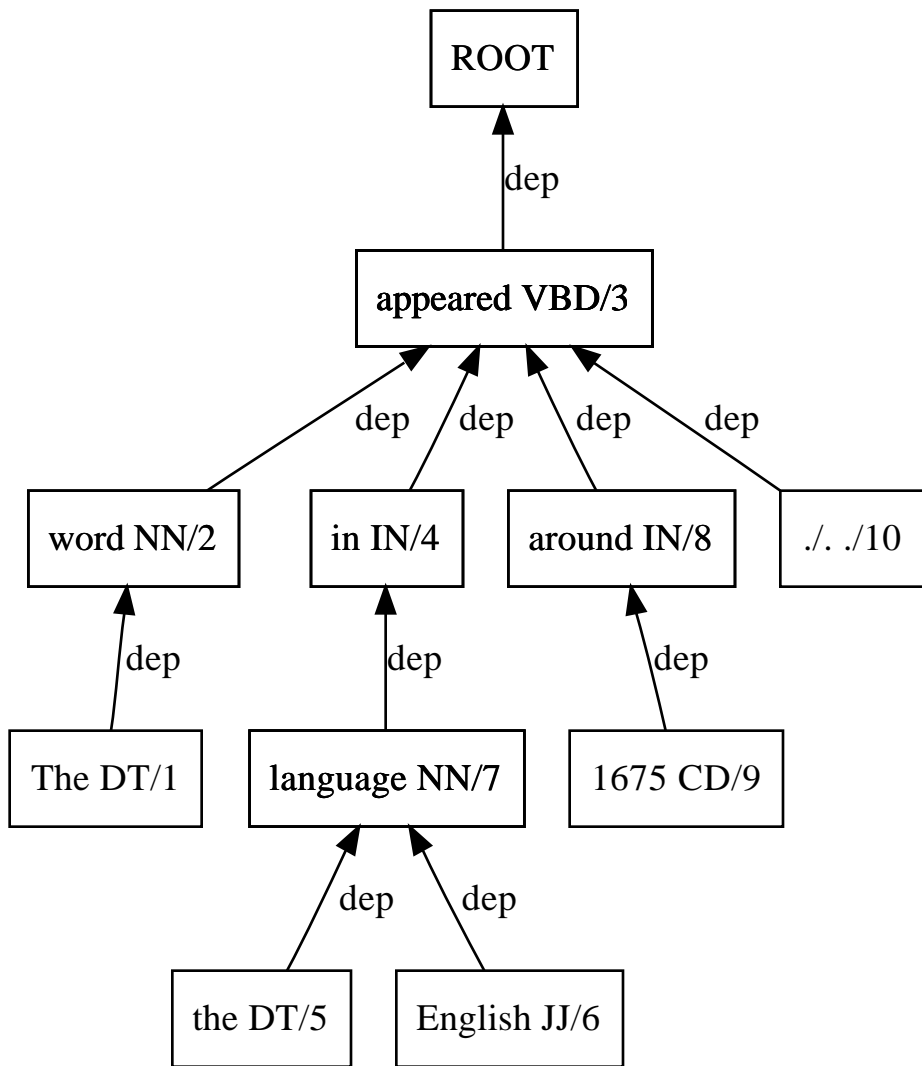 ROOT
dep
appeared VBD/3
dep dep dep dep
word NN/2 in IN/4 around IN/8 ./. ./10
dep dep dep
The DT/1 language NN/7 1675 CD/9
dep dep
the DT/5 English JJ/6